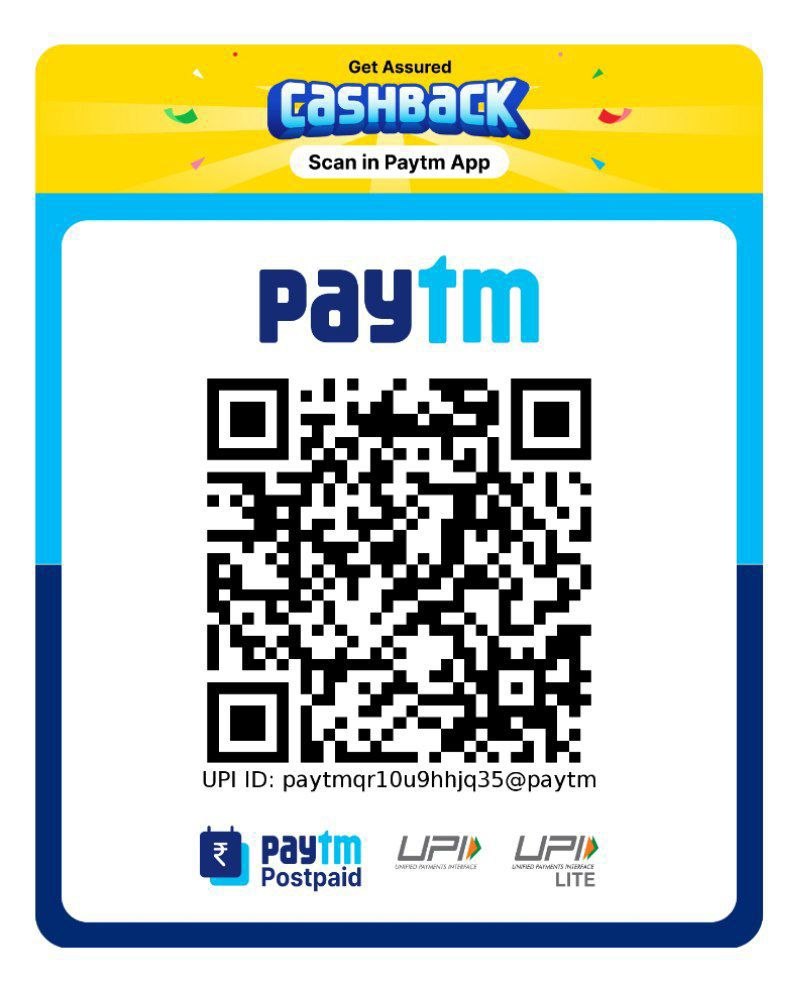 Get Assured
CASHBACK
Scan in Paytm App
paytm
UPI ID: paytmqr10u9hhjq35@paytm
₹ paytm
Postpaid
UPI
UNIFIED PAYMENTS INTERFACE
UPI
UNIFIED PAYMENTS INTERFACE
LITE